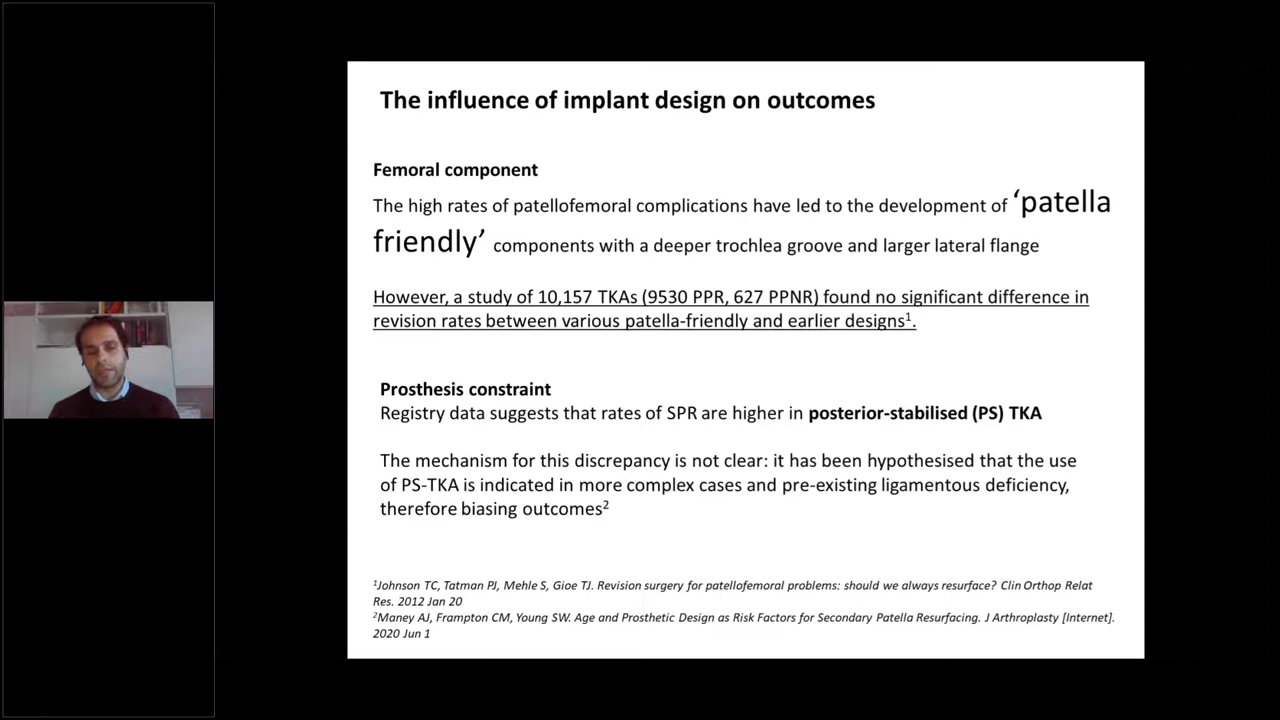 The influence of implant design on outcomes
Femoral component
The high rates of patellofemoral complications have led to the development of ‘patella
friendly’ components with a deeper trochlea groove and larger lateral flange
However, a study of 10,157 TKAs (9530 PPR, 627 PPNR) found no significant difference in
revision rates between various patella-friendly and earlier designs¹.
Prosthesis constraint
Registry data suggests that rates of SPR are higher in posterior-stabilised (PS) TKA
The mechanism for this discrepancy is not clear: it has been hypothesised that the use
of PS-TKA is indicated in more complex cases and pre-existing ligamentous deficiency,
therefore biasing outcomes²
¹Johnson TC, Tatman PJ, Mehle S, Gioe TJ. Revision surgery for patellofemoral problems: should we always resurface? Clin Orthop Relat
Res. 2012 Jan 20
²Maney AJ, Frampton CM, Young SW. Age and Prosthetic Design as Risk Factors for Secondary Patella Resurfacing. J Arthroplasty [Internet].
2020 Jun 1